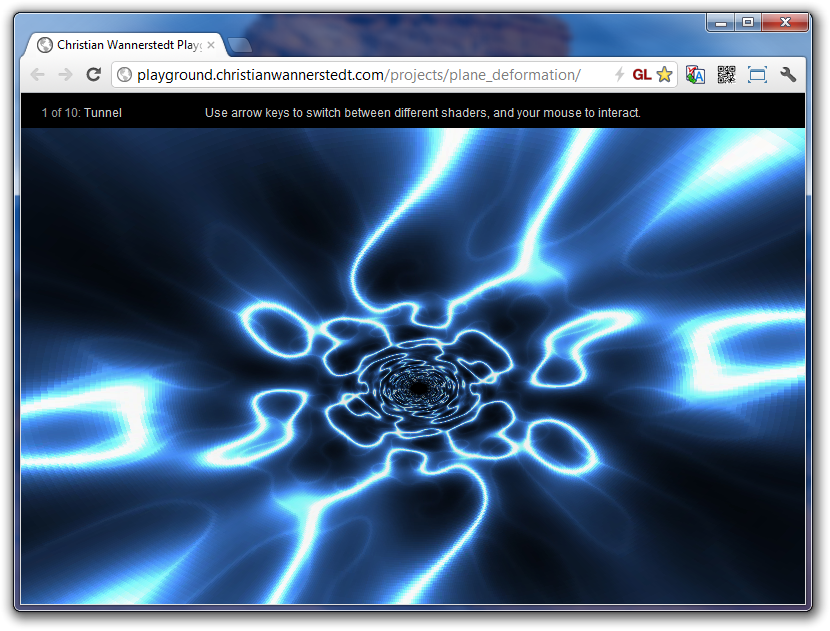 Christian Wannerstedt Play
playground.christianwannerstedt.com/projects/plane_deformation/
GL
A
1 of 10: Tunnel
Use arrow keys to switch between different shaders, and your mouse to interact.